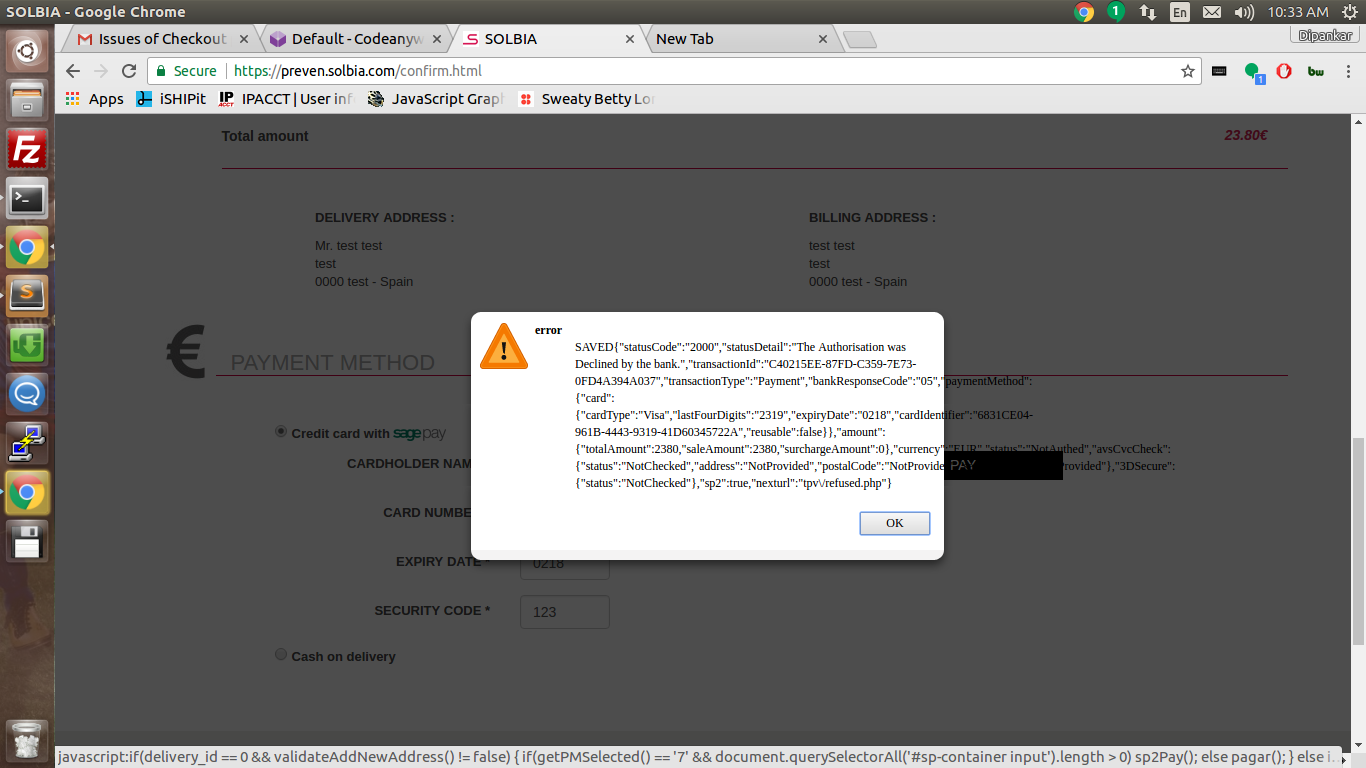 SOLBIA - Google Chrome
1
En
10:33 AM
Issues of Checkout
Default - Codeanyw
SOLBIA
New Tab
Dipankar
Secure
https://preven.solbia.com/confirm.html
bw
1
Apps
iSHIPit
IP ACCT
IPACCT | User inf
JavaScript Grap
Sweaty Betty Lo
Total amount
23.80€
DELIVERY ADDRESS :
BILLING ADDRESS :
Mr. test test
test test
test
test
0000 test - Spain
0000 test - Spain
€
PAYMENT METHOD
error
SAVED{"statusCode":"2000","statusDetail":"The Authorisation was
Declined by the bank.","transactionId":"C40215EE-87FD-C359-7E73-
0FD4A394A037","transactionType":"Payment","bankResponseCode":"05","paymentMethod":
{"card":
{"cardType":"Visa","lastFourDigits":"2319","expiryDate":"0218","cardIdentifier":"6831CE04-
961B-4443-9319-41D60345722A","reusable":false}},"amount":
{"totalAmount":2380,"saleAmount":2380,"surchargeAmount":0},"currency":"EUR","status":"NotAuthed","avsCvcCheck":
{"status":"NotChecked","address":"NotProvided","postalCode":"NotProvide
rovided"},"3DSecure":
{"status":"NotChecked"},"sp2":true,"nexturl":"tpv\/refused.php"}
OK
PAY
Credit card with sage pay
CARDHOLDER NAM
CARD NUMBE
EXPIRY DATE *
0218
SECURITY CODE *
123
Cash on delivery
javascript:if(delivery_id == 0 && validateAddNewAddress() != false) { if(getPMSelected() == '7' && document.querySelectorAll('#sp-container input').length > 0) sp2Pay(); else pagar(); } else i...